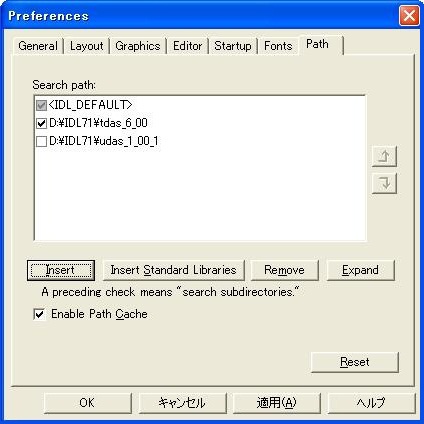 Preferences
General Layout Graphics Editor Startup Fonts Path
Search path:
<IDL_DEFAULT>
D:¥IDL71¥tdas_6_00
D:¥IDL71¥udas_1_00_1
Insert Insert Standard Libraries Remove Expand
A preceding check means "search subdirectories."
Enable Path Cache
Reset
OK キャンセル 適用(A) ヘルプ